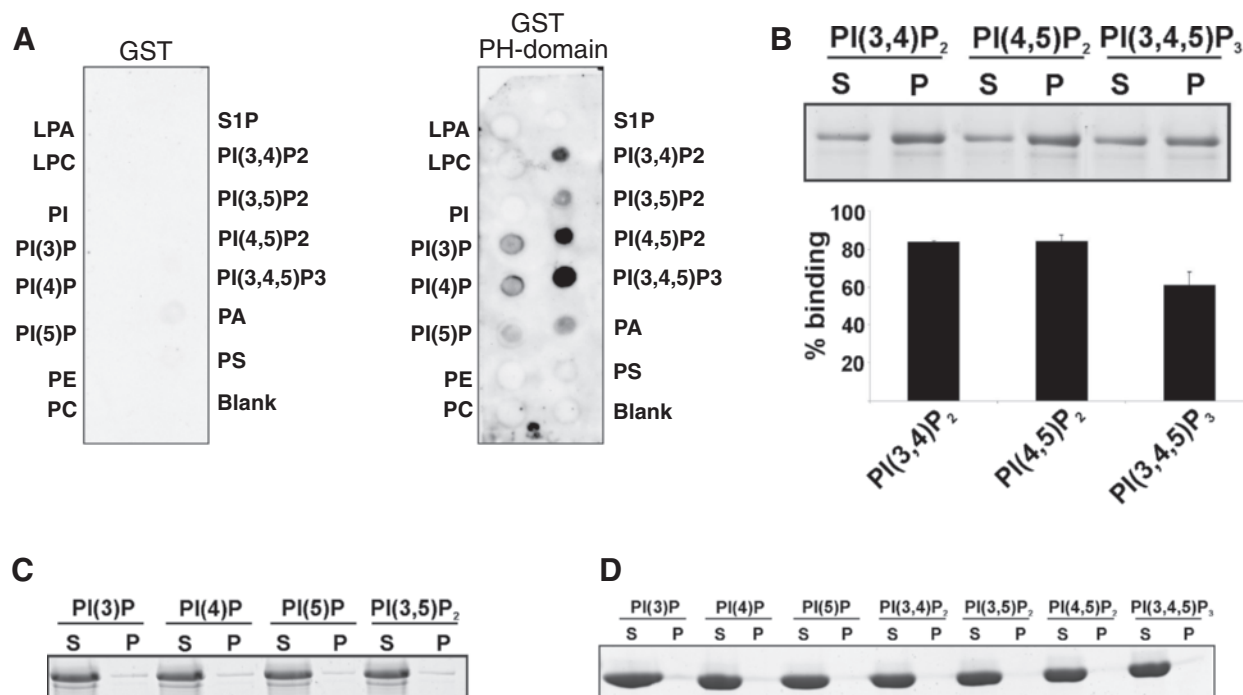 A
GST
LPA
LPC
PI
PI(3)P
PI(4)P
PI(5)P
PE
PC
S1P
PI(3,4)P2
PI(3,5)P2
PI(4,5)P2
PI(3,4,5)P3
PA
PS
Blank
GST
PH-domain
LPA
LPC
PI
PI(3)P
PI(4)P
PI(5)P
PE
PC
S1P
PI(3,4)P2
PI(3,5)P2
PI(4,5)P2
PI(3,4,5)P3
PA
PS
Blank
B
PI(3,4)P₂ PI(4,5)P₂ PI(3,4,5)P₃
S P S P S P
% binding
100
80
60
40
20
PI(3,4)P₂
PI(4,5)P₂
PI(3,4,5)P₃
C
PI(3)P PI(4)P PI(5)P PI(3,5)P₂
S P S P S P S P
D
PI(3)P PI(4)P PI(5)P PI(3,4)P₂ PI(3,5)P₂ PI(4,5)P₂ PI(3,4,5)P₃
S P S P S P S P S P S P S P